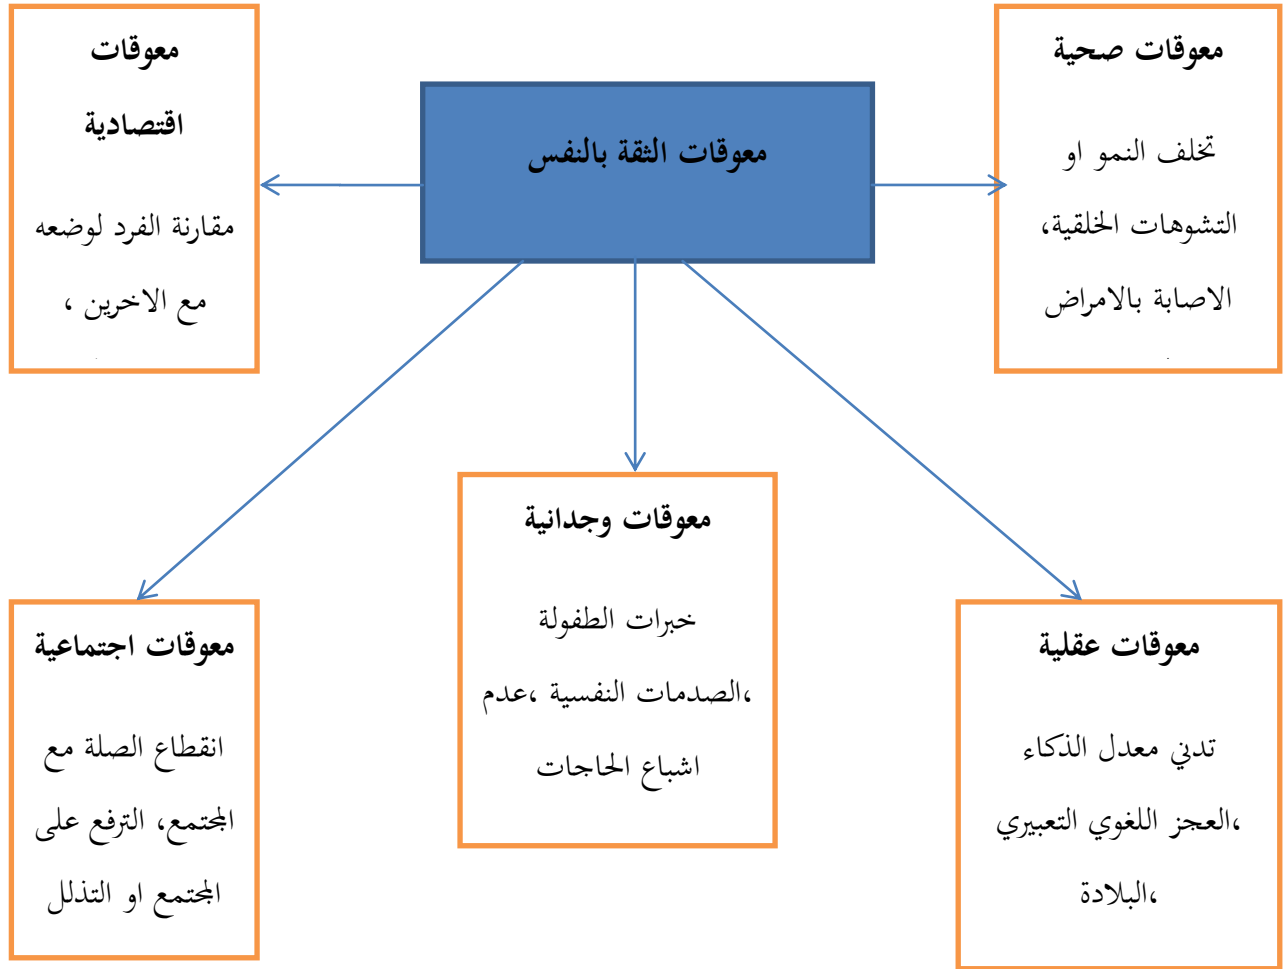 معوقات الثقة بالنفس
معوقات صحية
تخلف النمو او
التشوهات الخلقية،
الاصابة بالامراض
معوقات
اقتصادية
مقارنة الفرد لوضعه
مع الاخرين ،
معوقات وجدانية
خبرات الطفولة
،الصدمات النفسية ،عدم
اشباع الحاجات
معوقات عقلية
تدني معدل الذكاء
،العجز اللغوي التعبيري
،البلادة
معوقات اجتماعية
انقطاع الصلة مع
المجتمع، الترفع على
المجتمع او التذلل